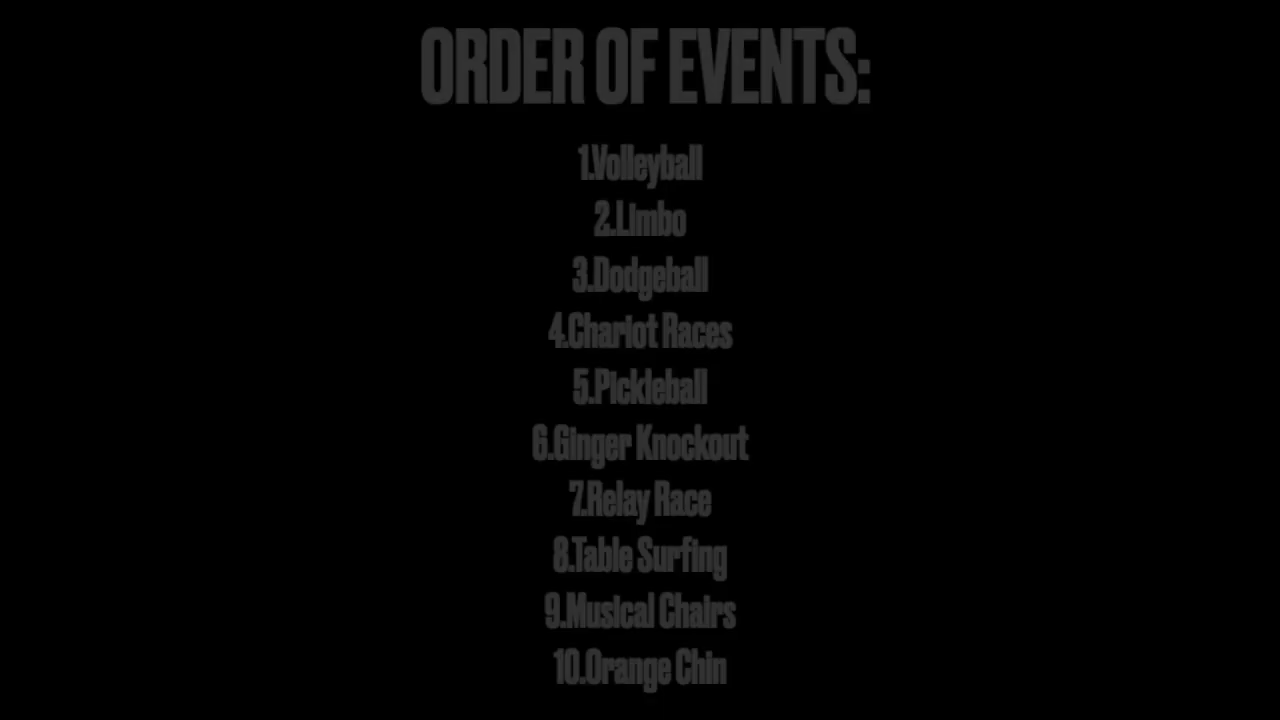 ORDER OF EVENTS:
1.Volleyball
2.Limbo
3.Dodgeball
4.Chariot Races
5.Pickleball
6.Ginger Knockout
7.Relay Race
8.Table Surfing
9.Musical Chairs
10.Orange Chin